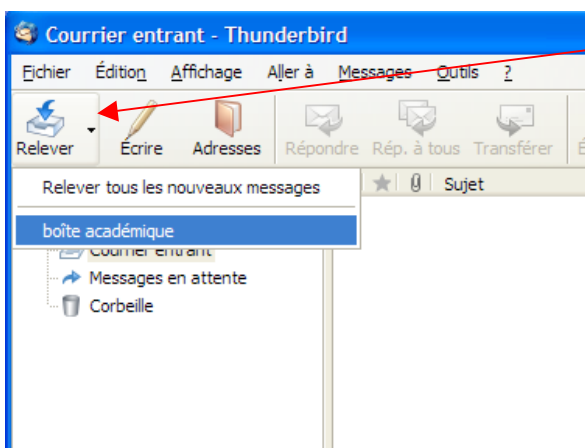 Courrier entrant - Thunderbird
Fichier Édition Affichage Aller à Messages Outils ?
Relever Écrire Adresses Répondre Rép. à tous Transférer
Relever tous les nouveaux messages
Sujet
boîte académique
Courrier entrant
Messages en attente
Corbeille